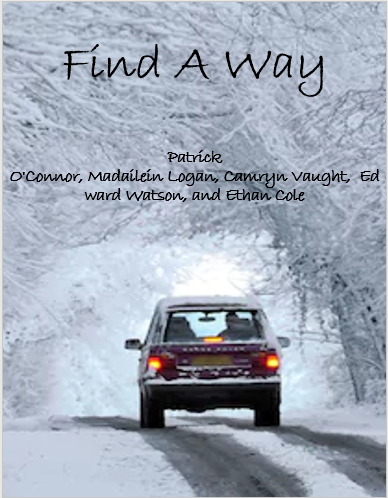 Find A Way
Patrick
O'Connor, Madailein Logan, Camryn Vaught, Ed
ward Watson, and Ethan Cole